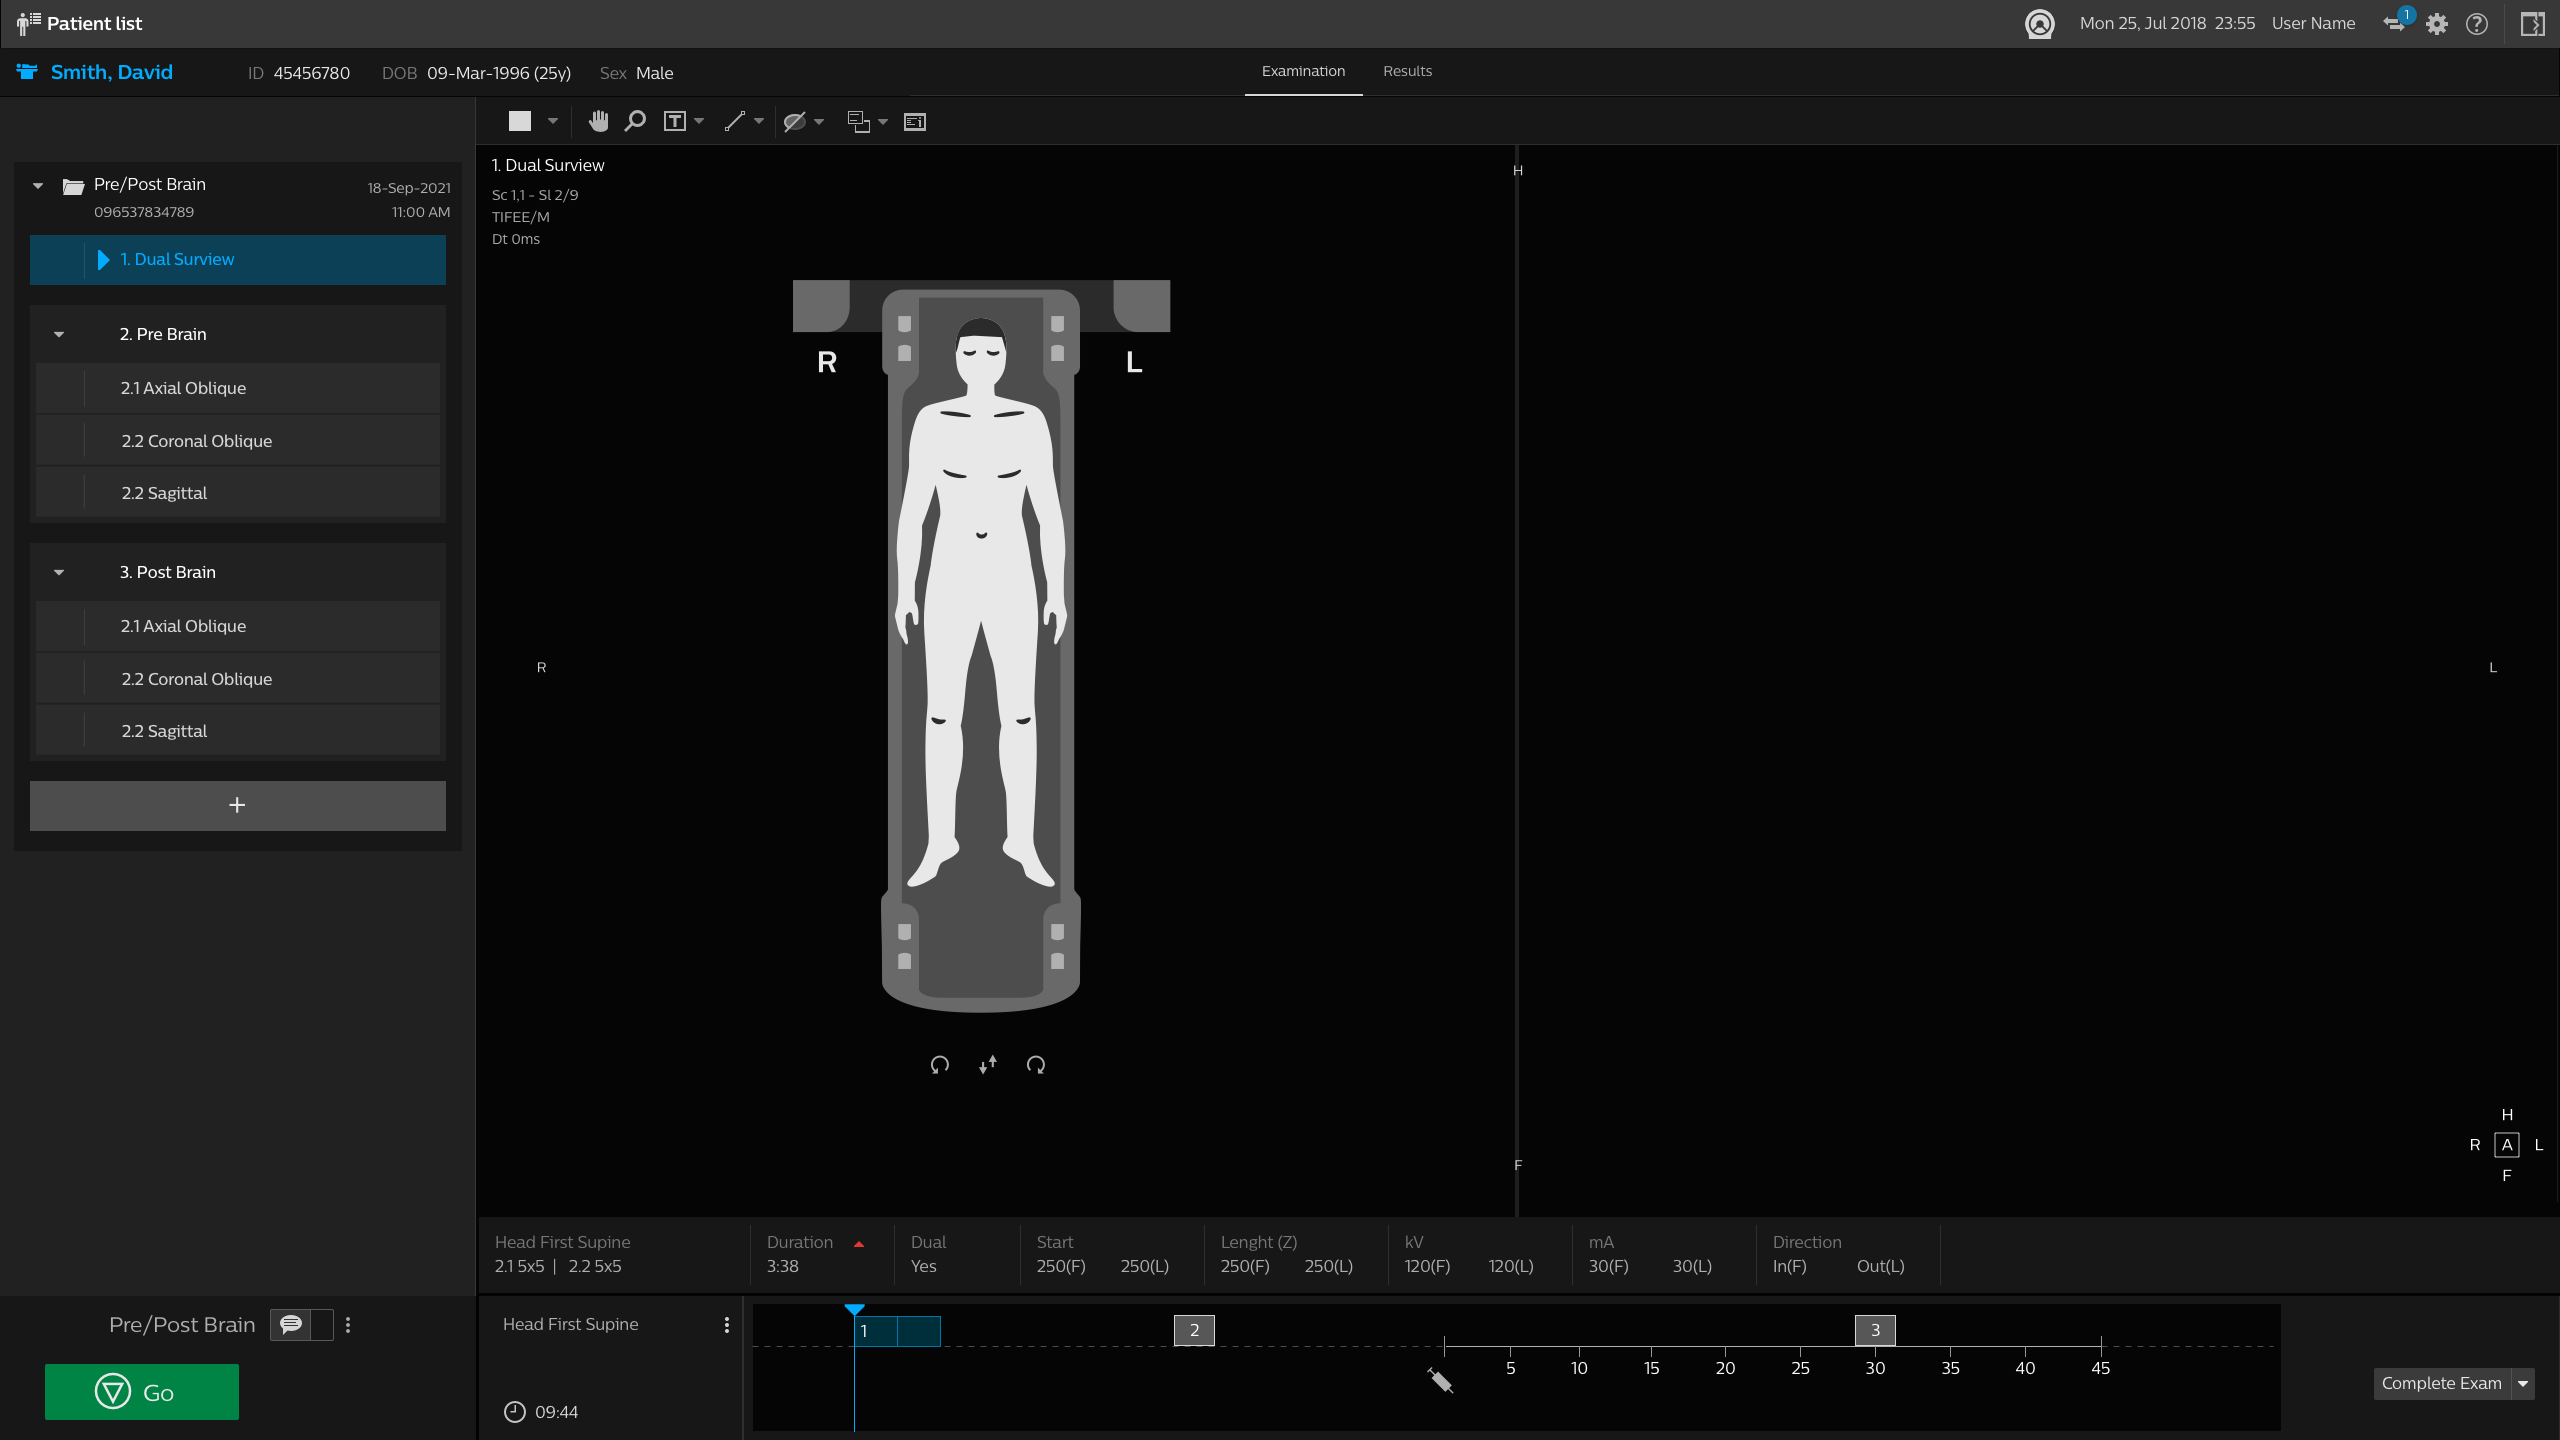 Patient list
Mon 25, Jul 2018 23:55 User Name 1
Smith, David ID 45456780 DOB 09-Mar-1996 (25y) Sex Male
Examination Results
Pre/Post Brain 18-Sep-2021
096537834789 11:00 AM
1. Dual Surview
2. Pre Brain
2.1 Axial Oblique
2.2 Coronal Oblique
2.2 Sagittal
3. Post Brain
2.1 Axial Oblique
2.2 Coronal Oblique
2.2 Sagittal
+
T
1. Dual Surview
Sc 1,1 - Sl 2/9
TIFEE/M
Dt 0ms
H
R L
R
L
F
H
R A L
F
Head First Supine
2.1 5x5 | 2.2 5x5
Duration
3:38
Dual
Yes
Start
250(F) 250(L)
Lenght (Z)
250(F) 250(L)
kV
120(F) 120(L)
mA
30(F) 30(L)
Direction
In(F) Out(L)
Pre/Post Brain
Go
Head First Supine
09:44
1 2 3
5 10 15 20 25 30 35 40 45
Complete Exam